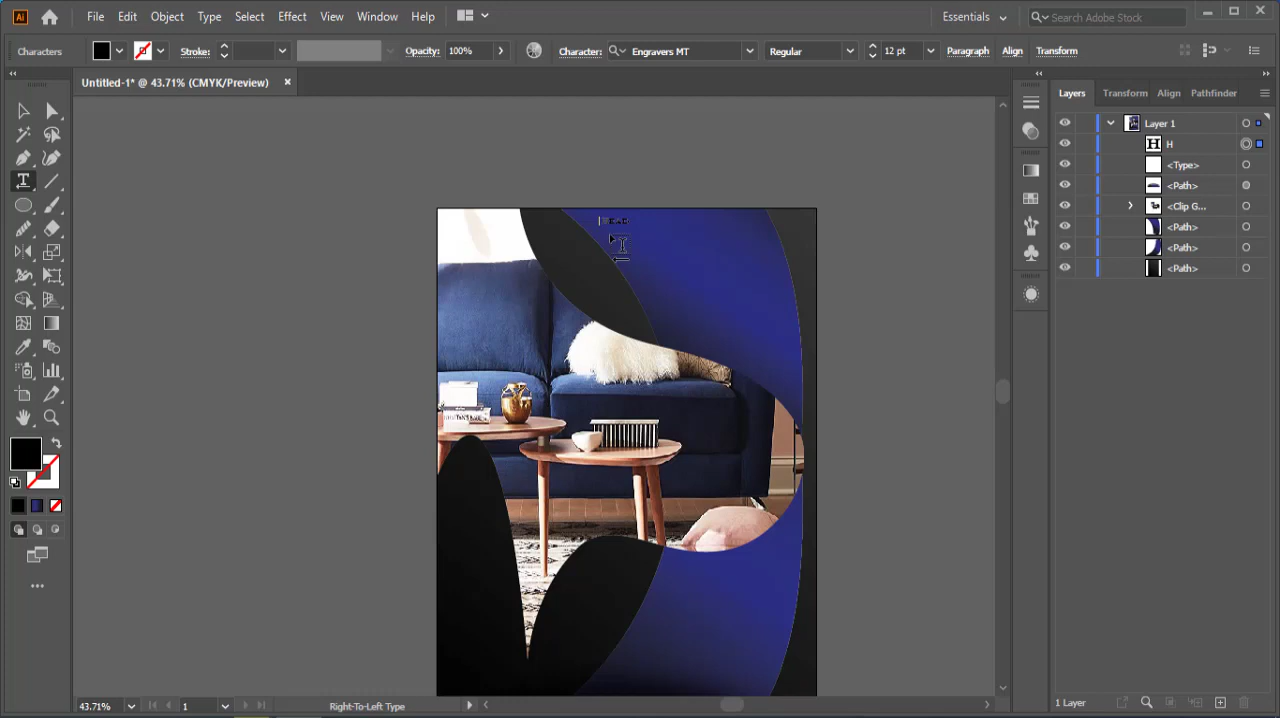 Ai File Edit Object Type Select Effect View Window Help Essentials Search Adobe Stock
Characters Stroke: Opacity: 100% Character: Engravers MT Regular 12 pt Paragraph Align Transform
Untitled-1* @ 43.71% (CMYK/Preview)
Layers Transform Align Pathfinder
Layer 1
H H
<Type>
<Path>
<Clip G...
<Path>
<Path>
<Path>
43.71% 1 Right-To-Left Type 1 Layer